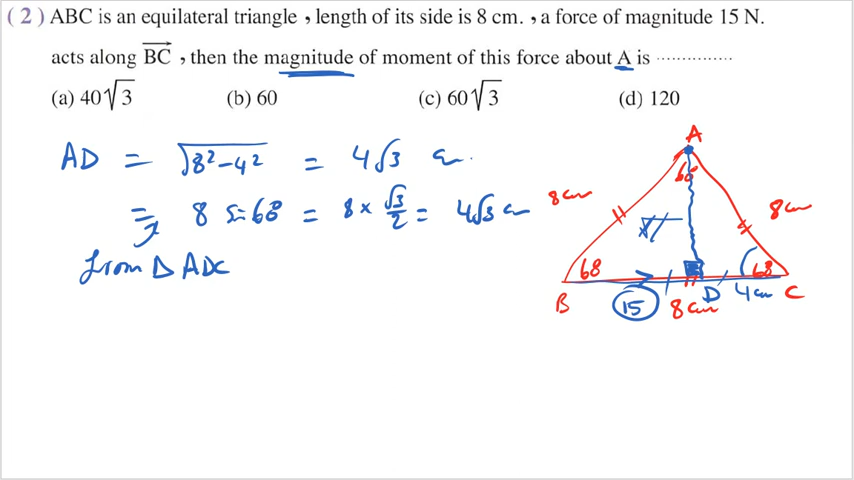 (2) ABC is an equilateral triangle , length of its side is 8 cm. , a force of magnitude 15 N.
acts along BC , then the magnitude of moment of this force about A is ..............
(a) 40√3 (b) 60 (c) 60√3 (d) 120
AD = √8²-4² = 4√3 cm.
⇒ 8 sin 60 = 8 × √3/2 = 4√3 cm
from Δ ADC
A
60
8cm
8cm
60
60
15
D
4cm
B
8cm
C